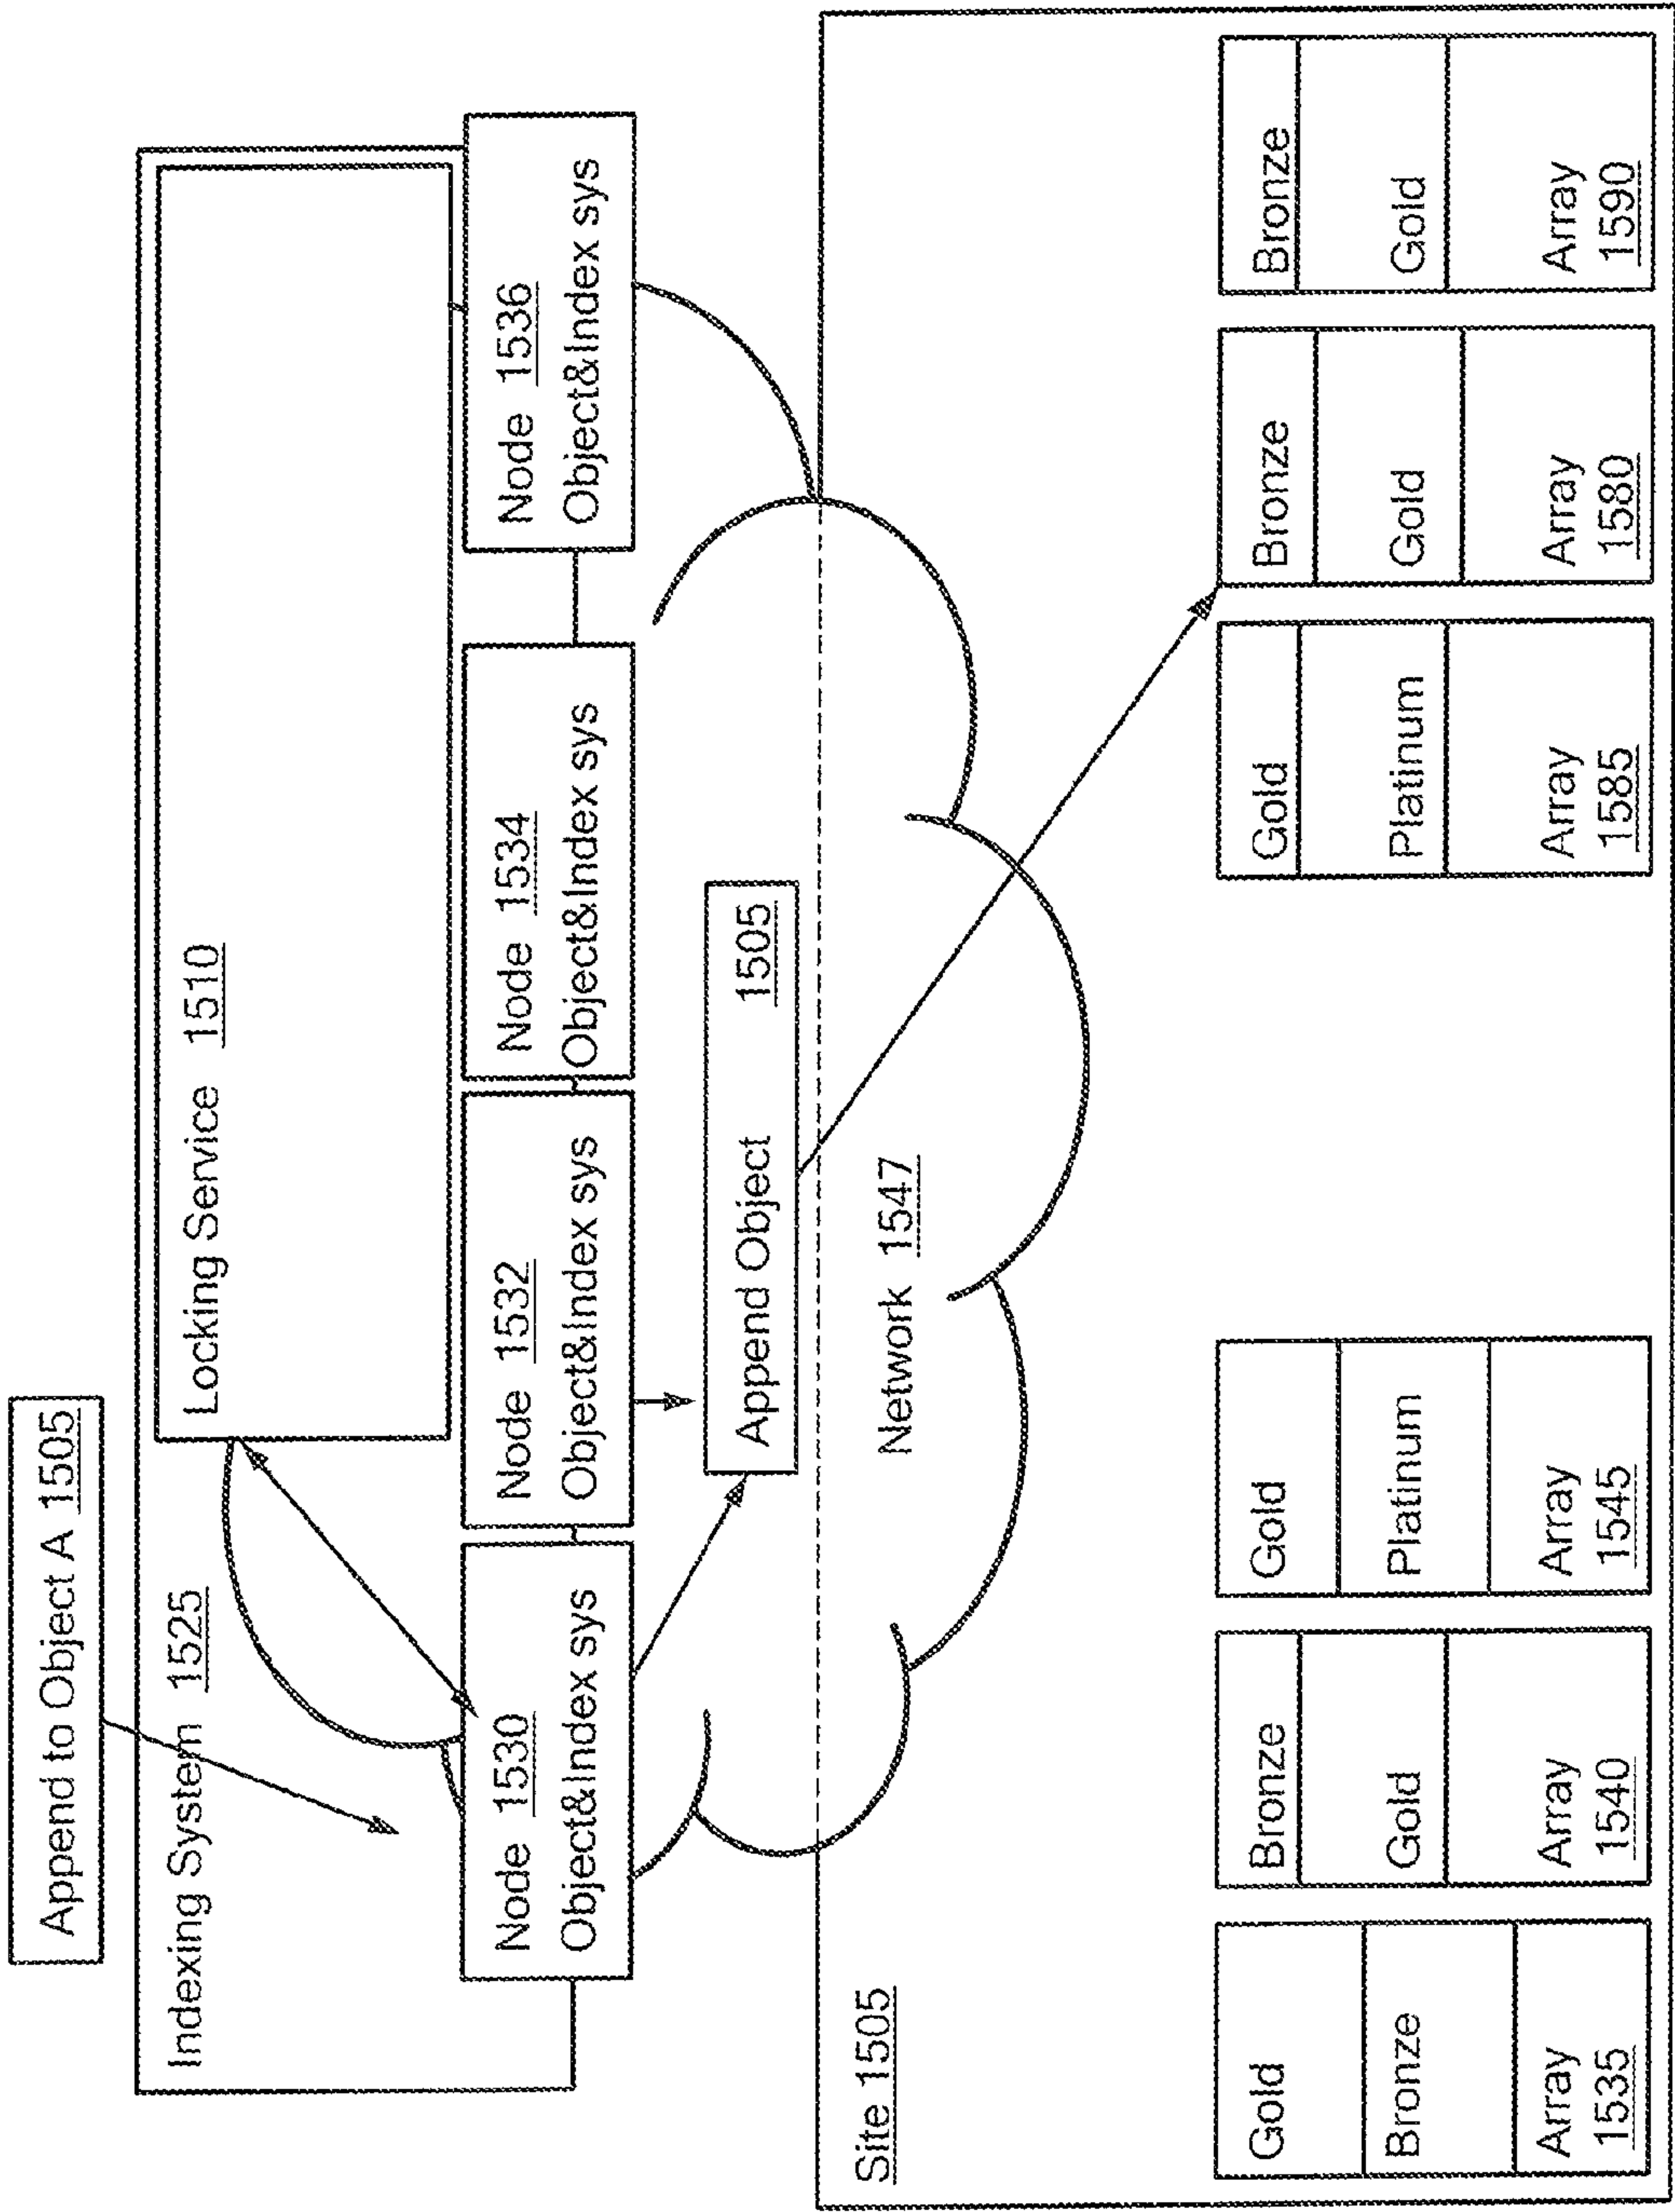 Append to Object A 1505
Indexing System 1525
Locking Service 1510
Node 1530
Object&Index sys
Node 1532
Object&Index sys
Node 1534
Object&Index sys
Node 1536
Object&Index sys
Append Object 1505
Site 1505
Network 1547
Gold
Bronze
Array
1535
Bronze
Gold
Array
1540
Gold
Platinum
Array
1545
Gold
Platinum
Array
1585
Bronze
Gold
Array
1580
Bronze
Gold
Array
1590